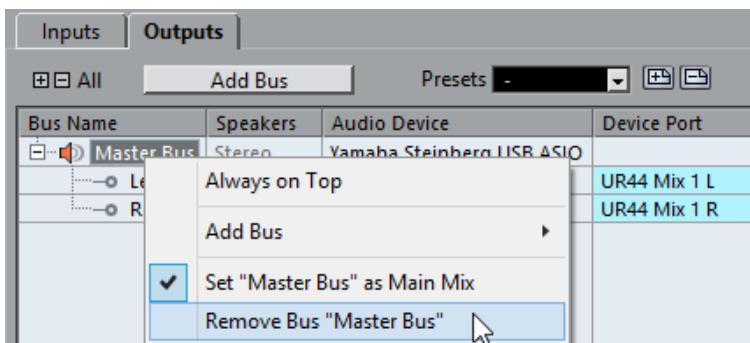 Inputs Outputs
All Add Bus Presets -
Bus Name Speakers Audio Device Device Port
Master Bus Stereo Yamaha Steinberg USB ASIO
Le Always on Top UR44 Mix 1 L
R UR44 Mix 1 R
Add Bus
Set "Master Bus" as Main Mix
Remove Bus "Master Bus"